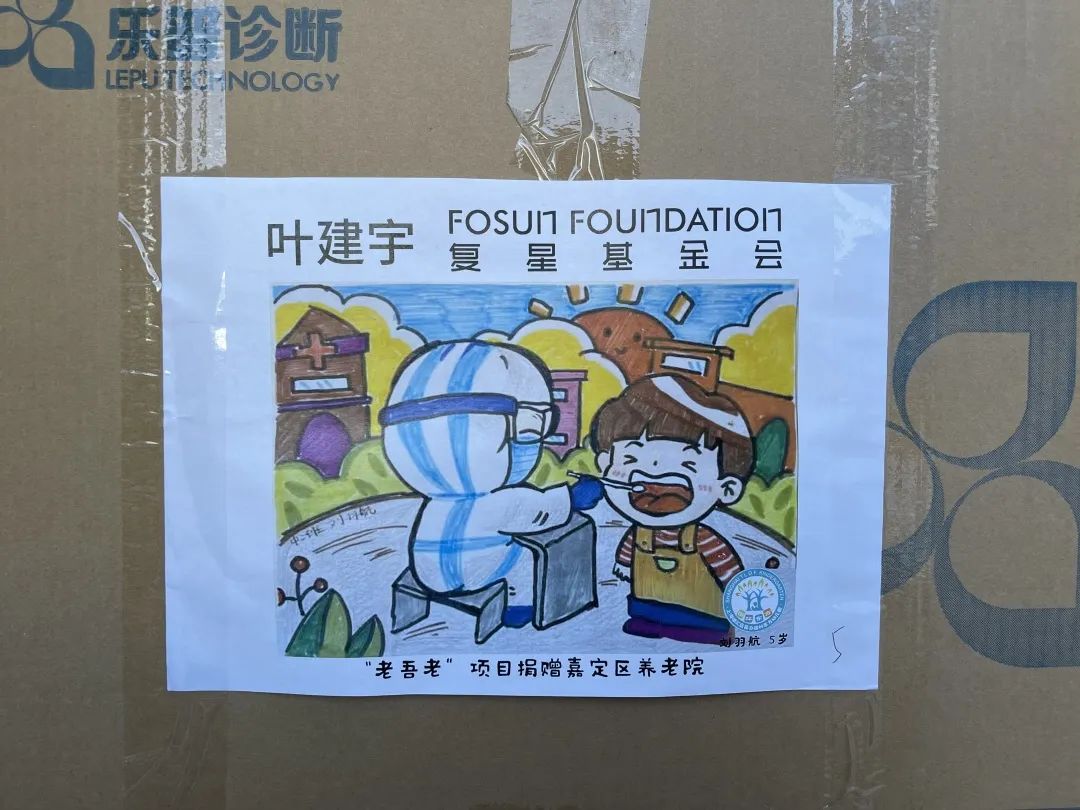 乐普诊断
LEPU TECHNOLOGY
叶建宇
FOSUN FOUNDATION
复星基金会
中班 刘羽航
刘羽航 5岁
5
"老吾老" 项目捐赠嘉定区养老院